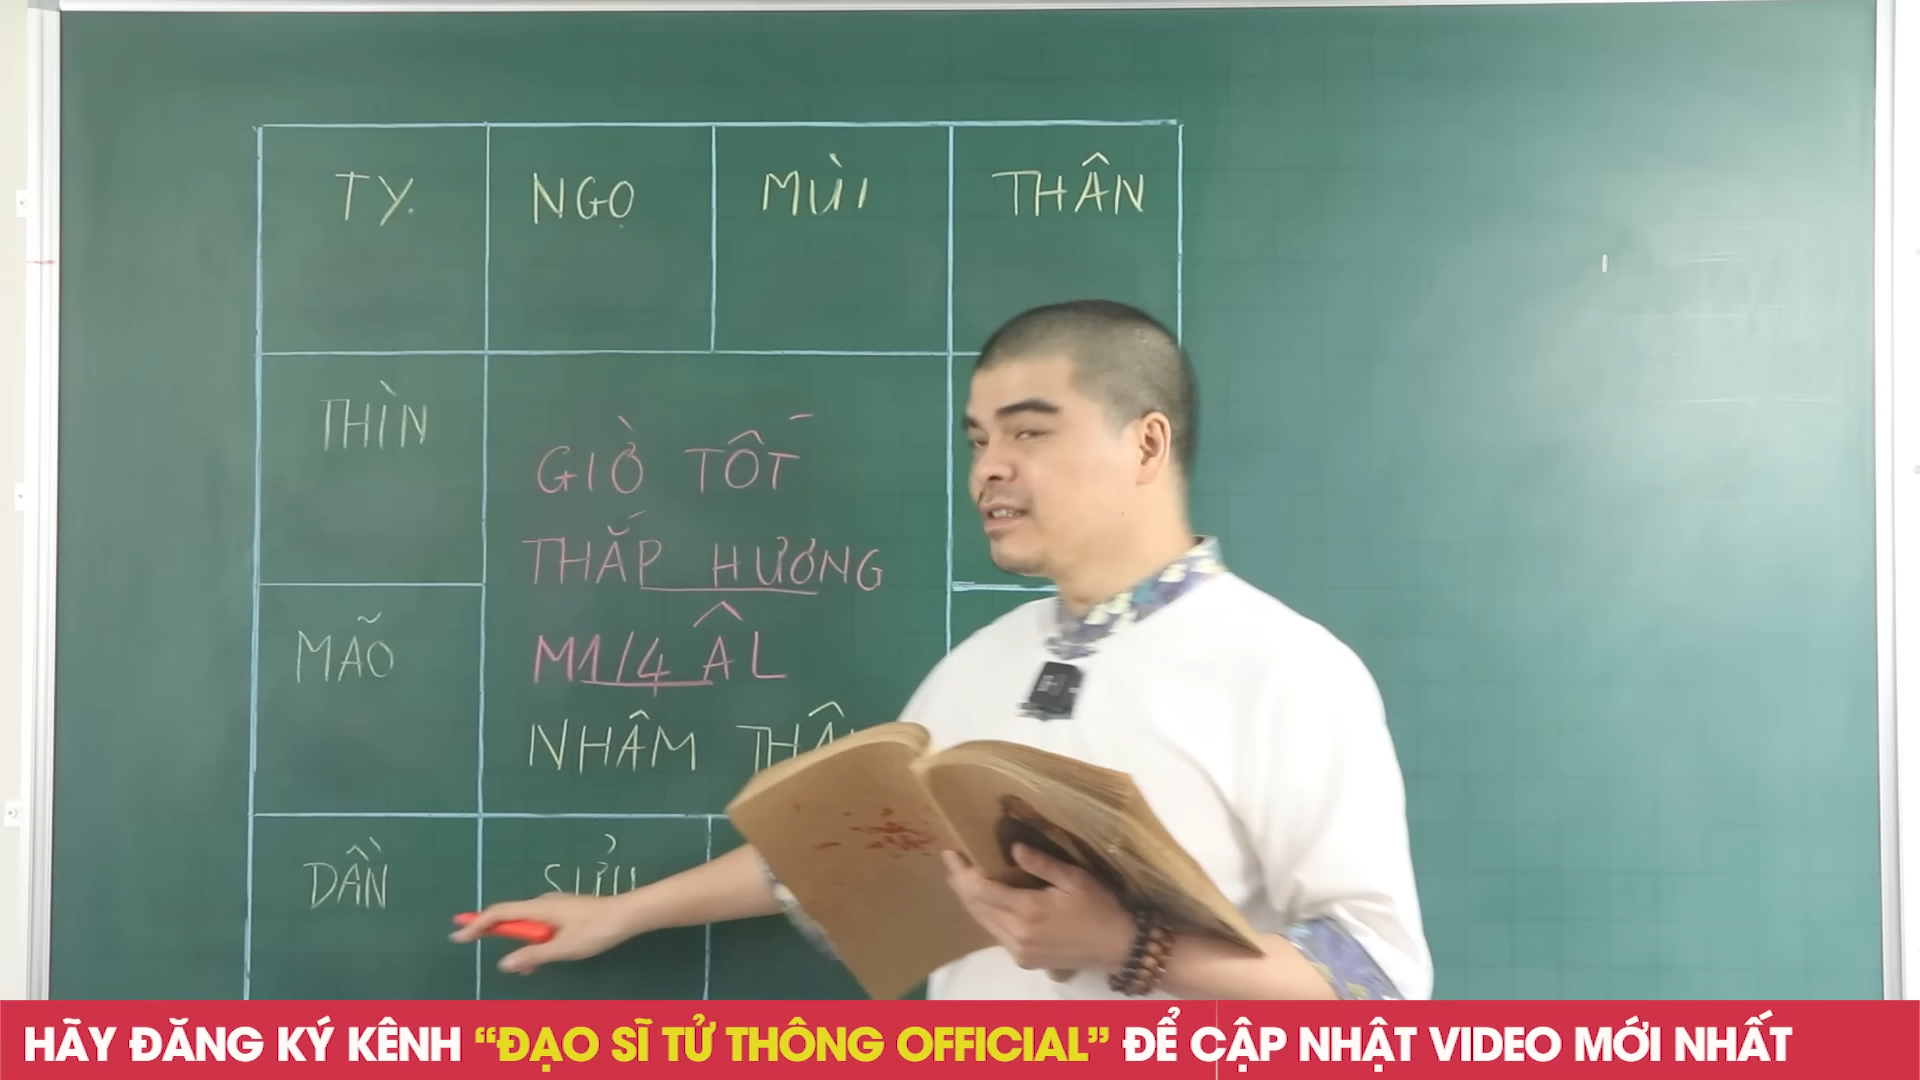 TỴ NGỌ MÙI THÂN
THÌN
GIỜ TỐT
THẮP HƯƠNG
MÃO
M1/4 ÂL
NHÂM
DẦN SỬU
HÃY ĐĂNG KÝ KÊNH “ĐẠO SĨ TỬ THÔNG OFFICIAL” ĐỂ CẬP NHẬT VIDEO MỚI NHẤT